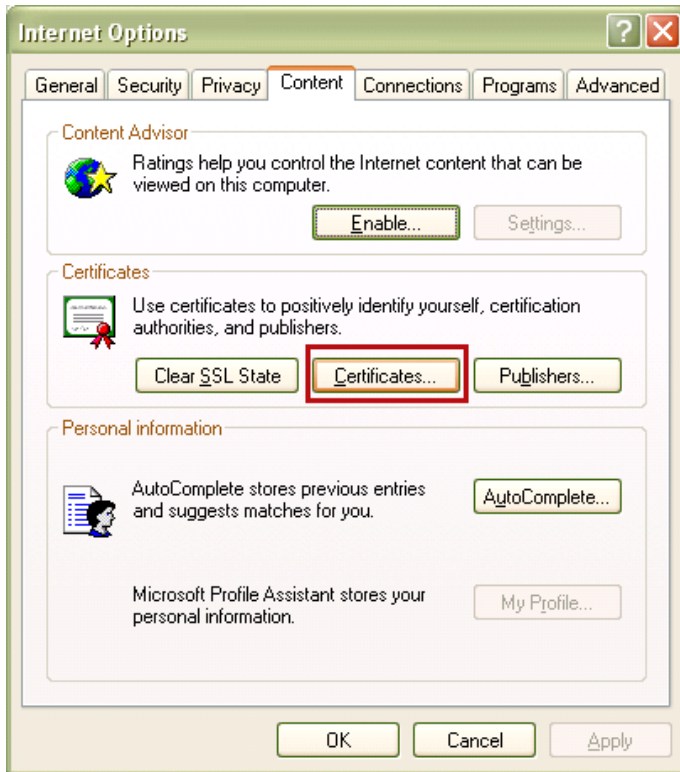 Internet Options
General Security Privacy Content Connections Programs Advanced
Content Advisor
Ratings help you control the Internet content that can be
viewed on this computer.
Enable... Settings...
Certificates
Use certificates to positively identify yourself, certification
authorities, and publishers.
Clear SSL State Certificates... Publishers...
Personal information
AutoComplete stores previous entries
and suggests matches for you.
AutoComplete...
Microsoft Profile Assistant stores your
personal information.
My Profile...
OK Cancel Apply